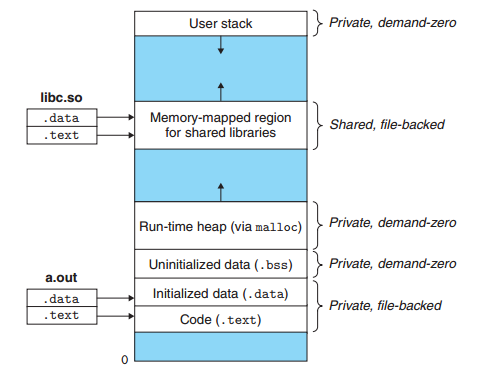 User stack
Private, demand-zero
libc.so
.data
.text
Memory-mapped region
for shared libraries
Shared, file-backed
Run-time heap (via malloc)
Private, demand-zero
Uninitialized data (.bss)
Private, demand-zero
a.out
.data
.text
Initialized data (.data)
Code (.text)
Private, file-backed
0